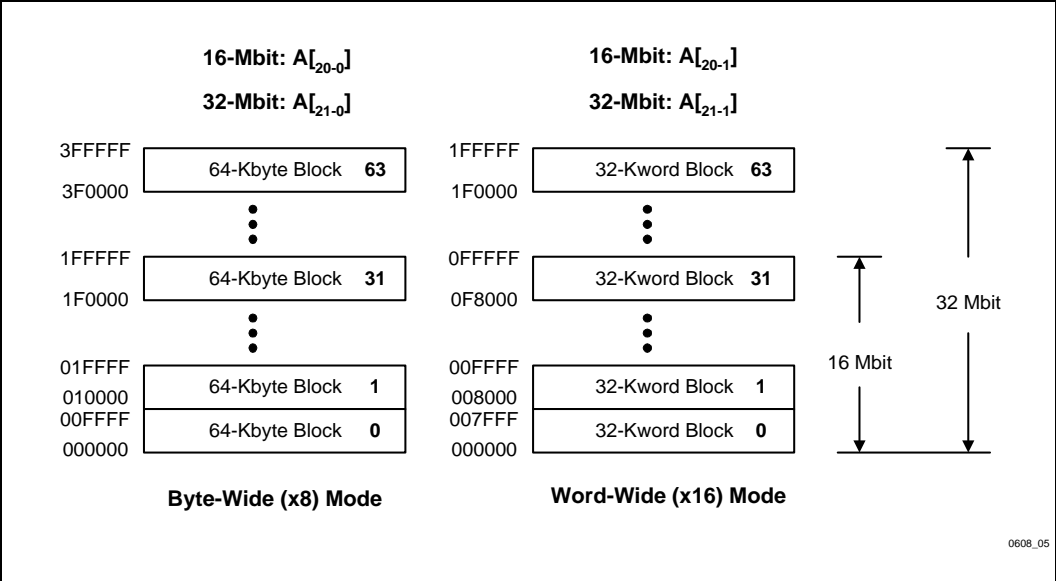 16-Mbit: A[20-0]
32-Mbit: A[21-0]
16-Mbit: A[20-1]
32-Mbit: A[21-1]
3FFFFF
64-Kbyte Block 63
3F0000
1FFFFF
64-Kbyte Block 31
1F0000
01FFFF
64-Kbyte Block 1
010000
00FFFF
64-Kbyte Block 0
000000
Byte-Wide (x8) Mode
1FFFFF
32-Kword Block 63
1F0000
0FFFFF
32-Kword Block 31
0F8000
00FFFF
32-Kword Block 1
008000
007FFF
32-Kword Block 0
000000
Word-Wide (x16) Mode
16 Mbit
32 Mbit
0608_05